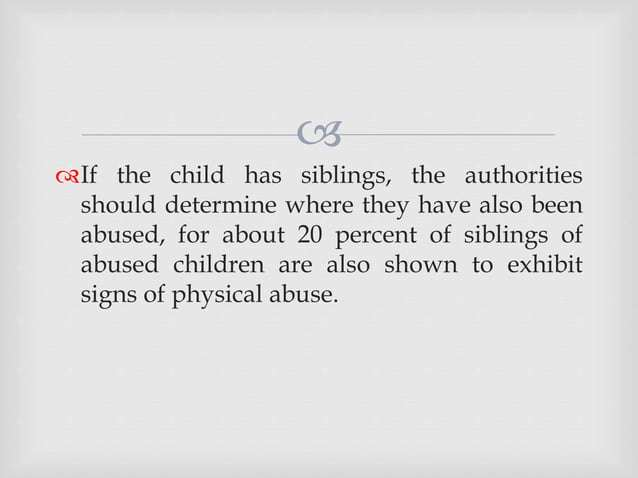 If the child has siblings, the authorities
should determine where they have also been
abused, for about 20 percent of siblings of
abused children are also shown to exhibit
signs of physical abuse.